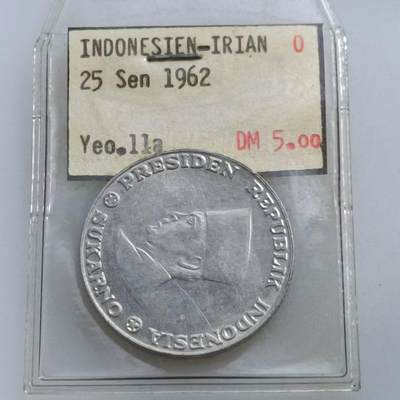 INDONESIEN-IRIAN 0
25 Sen 1962
Yeo.11a DM 5.00
PRESIDEN REPUBLIK INDONESIA
SUKARNO